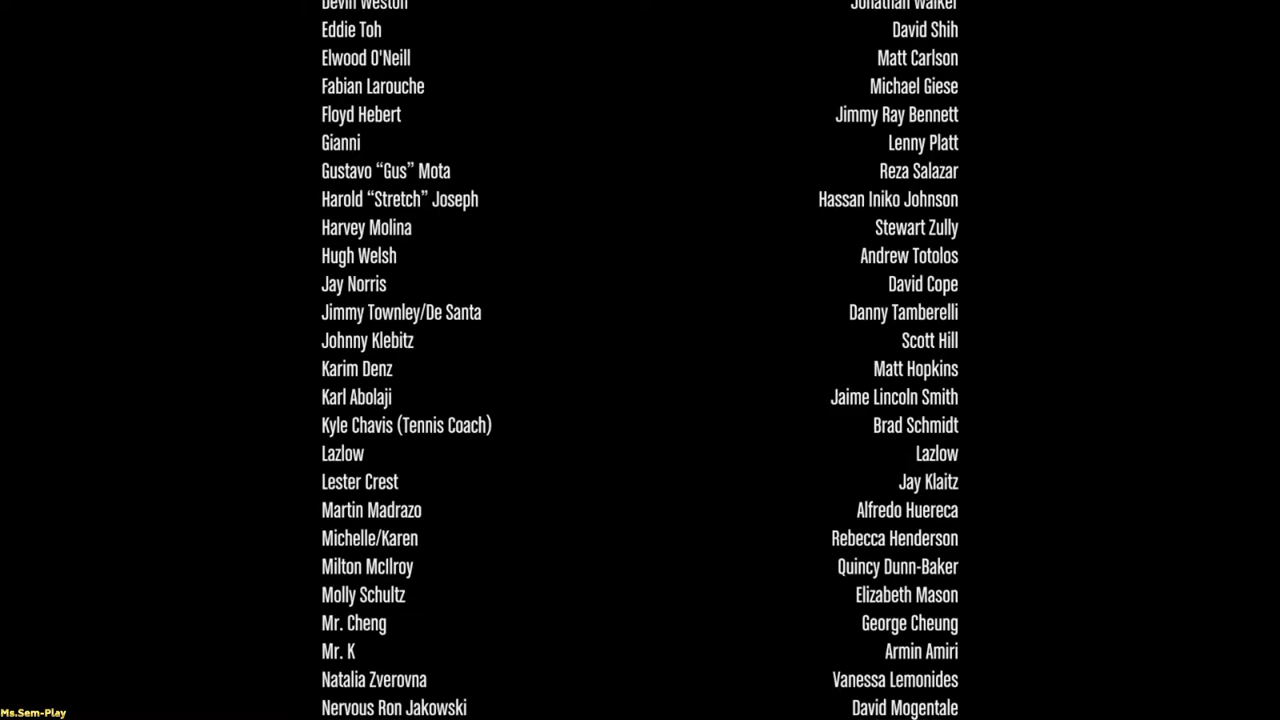 Devin Weston Jonathan Walker
Eddie Toh David Shih
Elwood O'Neill Matt Carlson
Fabian Larouche Michael Giese
Floyd Hebert Jimmy Ray Bennett
Gianni Lenny Platt
Gustavo “Gus” Mota Reza Salazar
Harold “Stretch” Joseph Hassan Iniko Johnson
Harvey Molina Stewart Zully
Hugh Welsh Andrew Totolos
Jay Norris David Cope
Jimmy Townley/De Santa Danny Tamberelli
Johnny Klebitz Scott Hill
Karim Denz Matt Hopkins
Karl Abolaji Jaime Lincoln Smith
Kyle Chavis (Tennis Coach) Brad Schmidt
Lazlow Lazlow
Lester Crest Jay Klaitz
Martin Madrazo Alfredo Huereca
Michelle/Karen Rebecca Henderson
Milton McIlroy Quincy Dunn-Baker
Molly Schultz Elizabeth Mason
Mr. Cheng George Cheung
Mr. K Armin Amiri
Natalia Zverovna Vanessa Lemonides
Nervous Ron Jakowski David Mogentale
Ms.Sem-Play